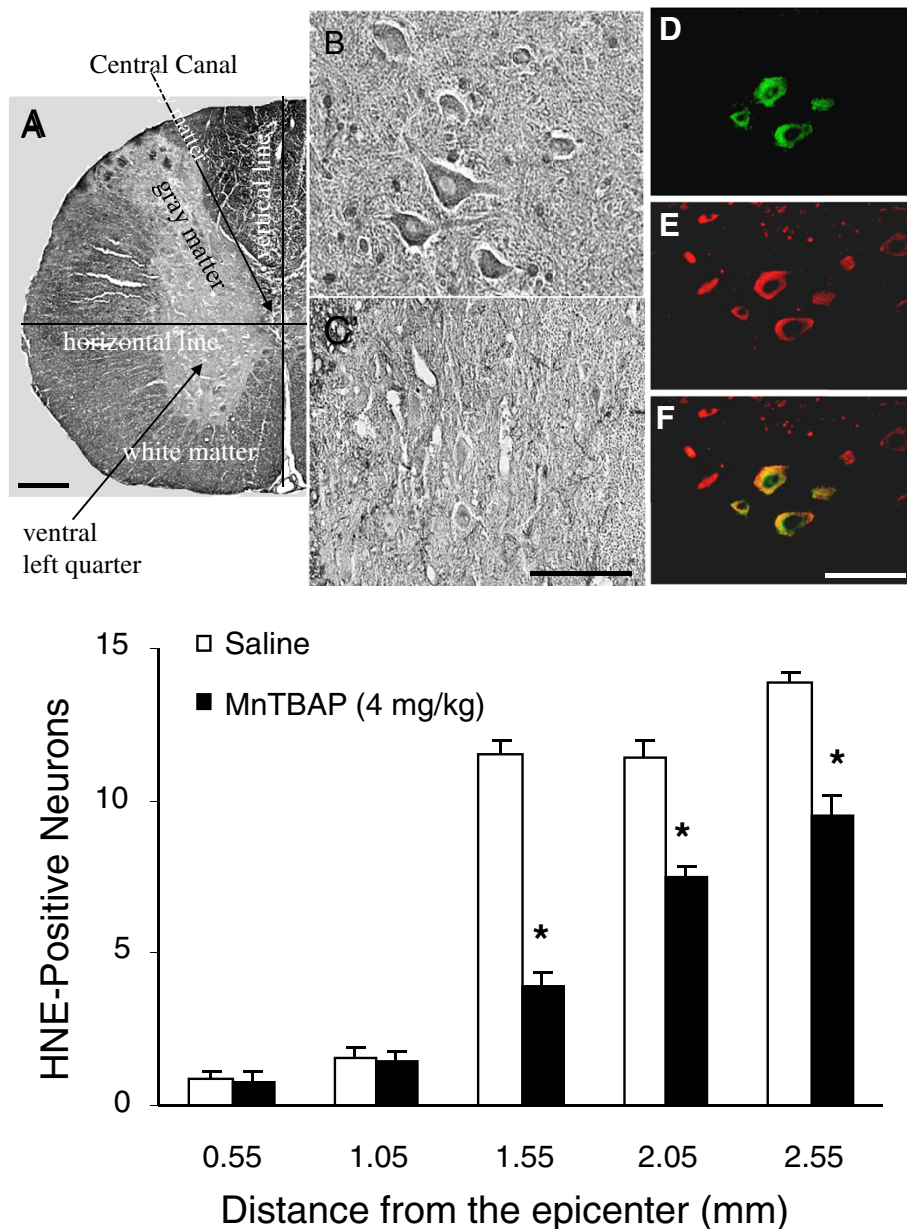 Central Canal
A
gray matter
vertical line
horizontal line
white matter
ventral
left quarter
B
C'
D
E
F
15
10
5
0
HNE-Positive Neurons
Saline
MnTBAP (4 mg/kg)
*
*
*
0.55 1.05 1.55 2.05 2.55
Distance from the epicenter (mm)